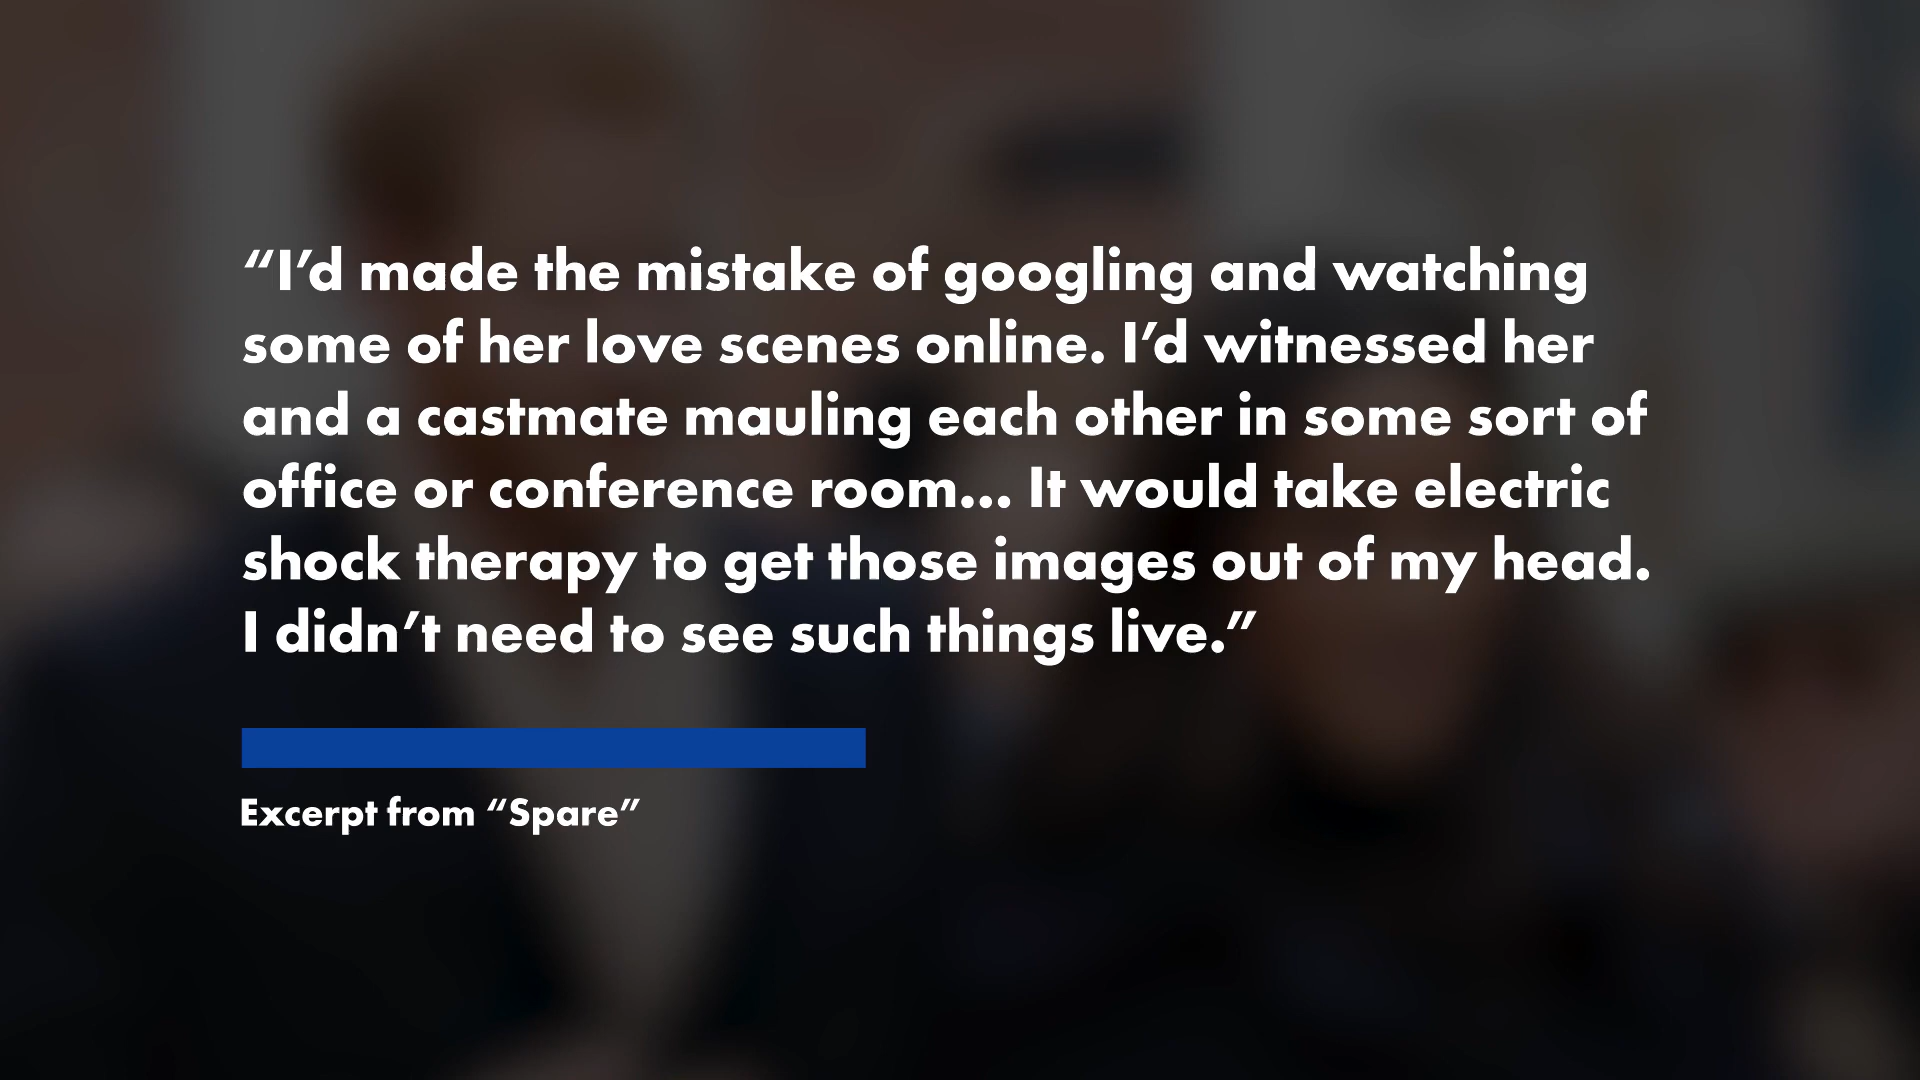 “I’d made the mistake of googling and watching
some of her love scenes online. I’d witnessed her
and a castmate mauling each other in some sort of
office or conference room... It would take electric
shock therapy to get those images out of my head.
I didn’t need to see such things live.”
Excerpt from “Spare”